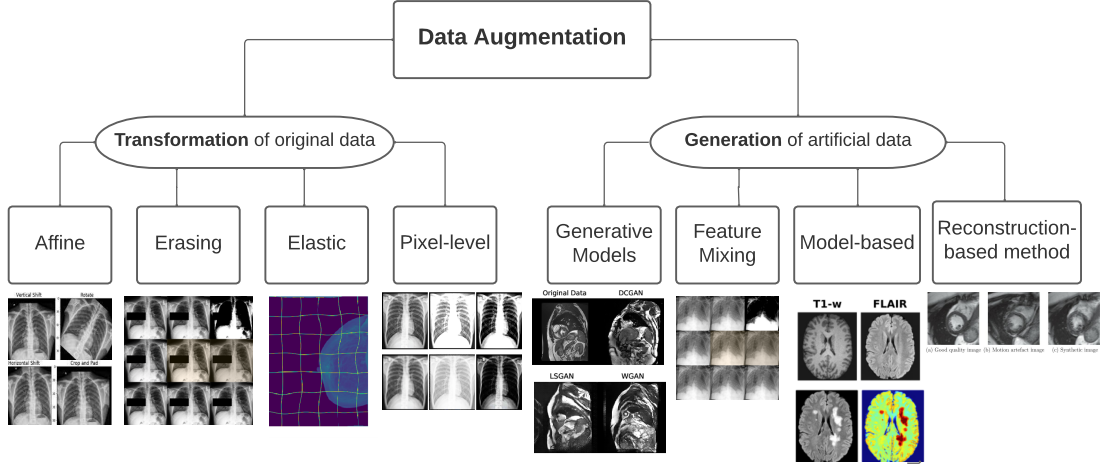 Data Augmentation
Transformation of original data
Generation of artificial data
Affine
Erasing
Elastic
Pixel-level
Generative
Models
Feature
Mixing
Model-based
Reconstruction-
based method
Vertical Shift
Rotate
Horizontal Shift
Crop and Pad
Original Data
DCGAN
LSGAN
WGAN
T1-w
FLAIR
(a) Good quality image
(b) Motion artefact image
(c) Synthetic image